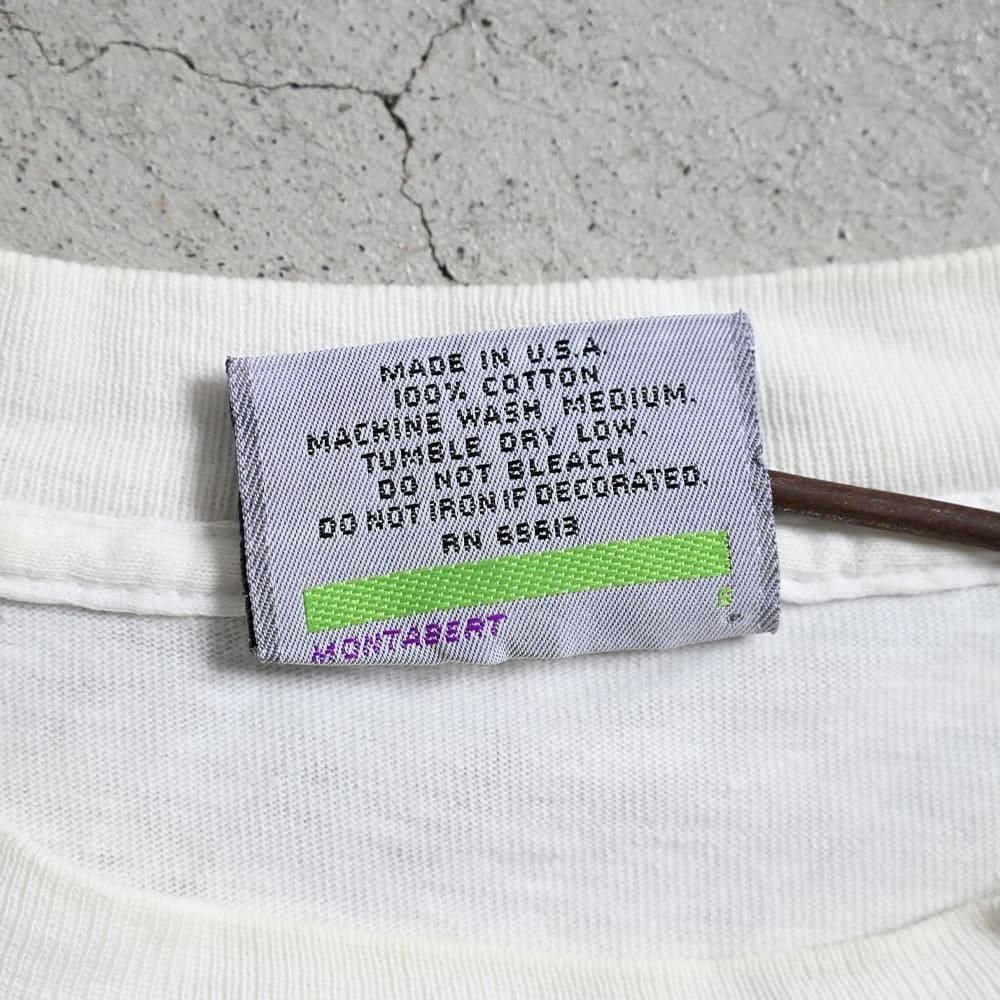 MADE IN U.S.A.
100% COTTON
MACHINE WASH MEDIUM.
TUMBLE DRY LOW.
DO NOT BLEACH.
DO NOT IRON IF DECORATED.
RN 65613
MONTABERT